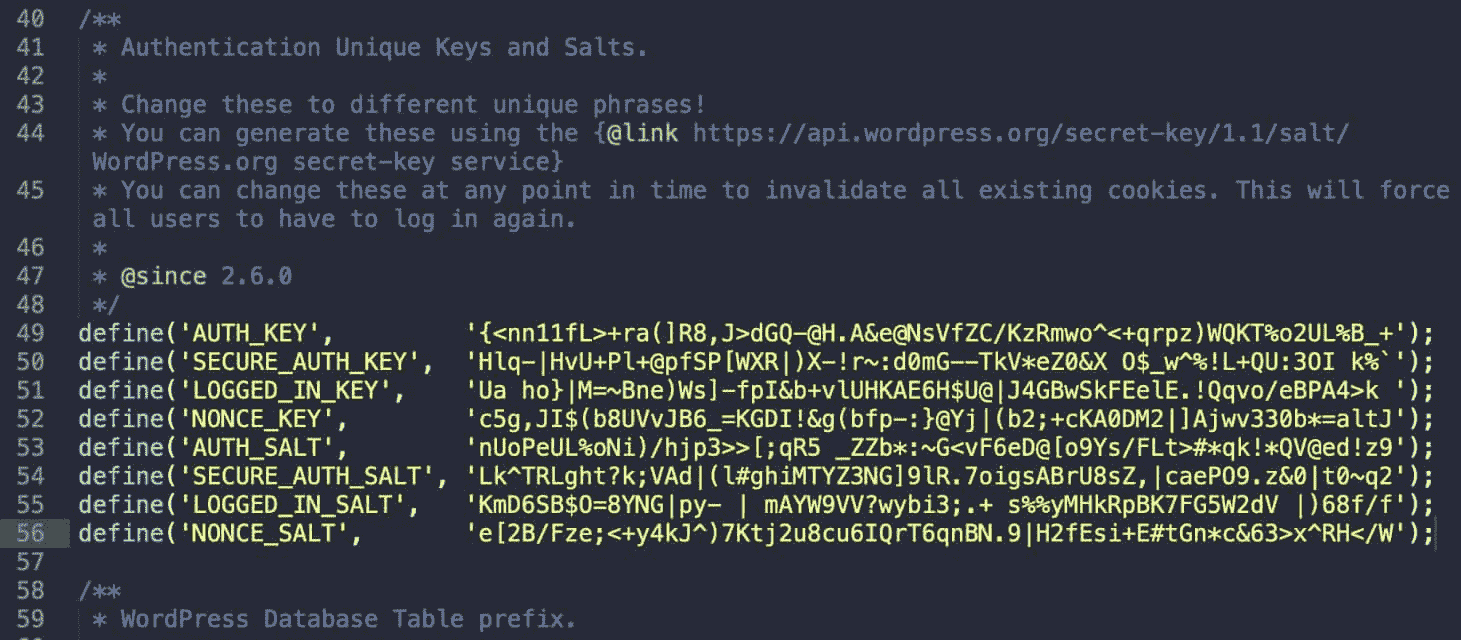 40 /**
41 * Authentication Unique Keys and Salts.
42 *
43 * Change these to different unique phrases!
44 * You can generate these using the {@link https://api.wordpress.org/secret-key/1.1/salt/
WordPress.org secret-key service}
45 * You can change these at any point in time to invalidate all existing cookies. This will force
all users to have to log in again.
46 *
47 * @since 2.6.0
48 */
49 define('AUTH_KEY', '{<nn11fL>+ra(]R8,J>dGQ-@H.A&e@NsVfZC/KzRmwo^<+qrpz)WQKT%o2UL%B_+');
50 define('SECURE_AUTH_KEY', 'Hlq-|HvU+Pl+@pfSP[WXR|)X-!r~:d0mG--TkV*eZ0&X O$_w^%!L+QU:3OI k%`');
51 define('LOGGED_IN_KEY', 'Ua ho}|M=~Bne)Ws]-fpI&b+vlUHKAE6H$U@|J4GBwSkFEelE.!Qqvo/eBPA4>k ');
52 define('NONCE_KEY', 'c5g,JI$(b8UVvJB6_=KGDI!&g(bfp-:}@Yj|(b2;+cKA0DM2|]Ajwv330b*=altJ');
53 define('AUTH_SALT', 'nUoPeUL%oNi)/hjp3>>[;qR5 _ZZb*:~G<vF6eD@[o9Ys/FLt>#*qk!*QV@ed!z9');
54 define('SECURE_AUTH_SALT', 'Lk^TRLght?k;VAd|(l#ghiMTYZ3NG]9lR.7oigsABrU8sZ,|caePO9.z&0|t0~q2');
55 define('LOGGED_IN_SALT', 'KmD6SB$O=8YNG|py- | mAYW9VV?wybi3;.+ s%%yMHkRpBK7FG5W2dV |)68f/f');
56 define('NONCE_SALT', 'e[2B/Fze;<+y4kJ^)7Ktj2u8cu6IQrT6qnBN.9|H2fEsi+E#tGn*c&63>x^RH</W');
57
58 /**
59 * WordPress Database Table prefix.